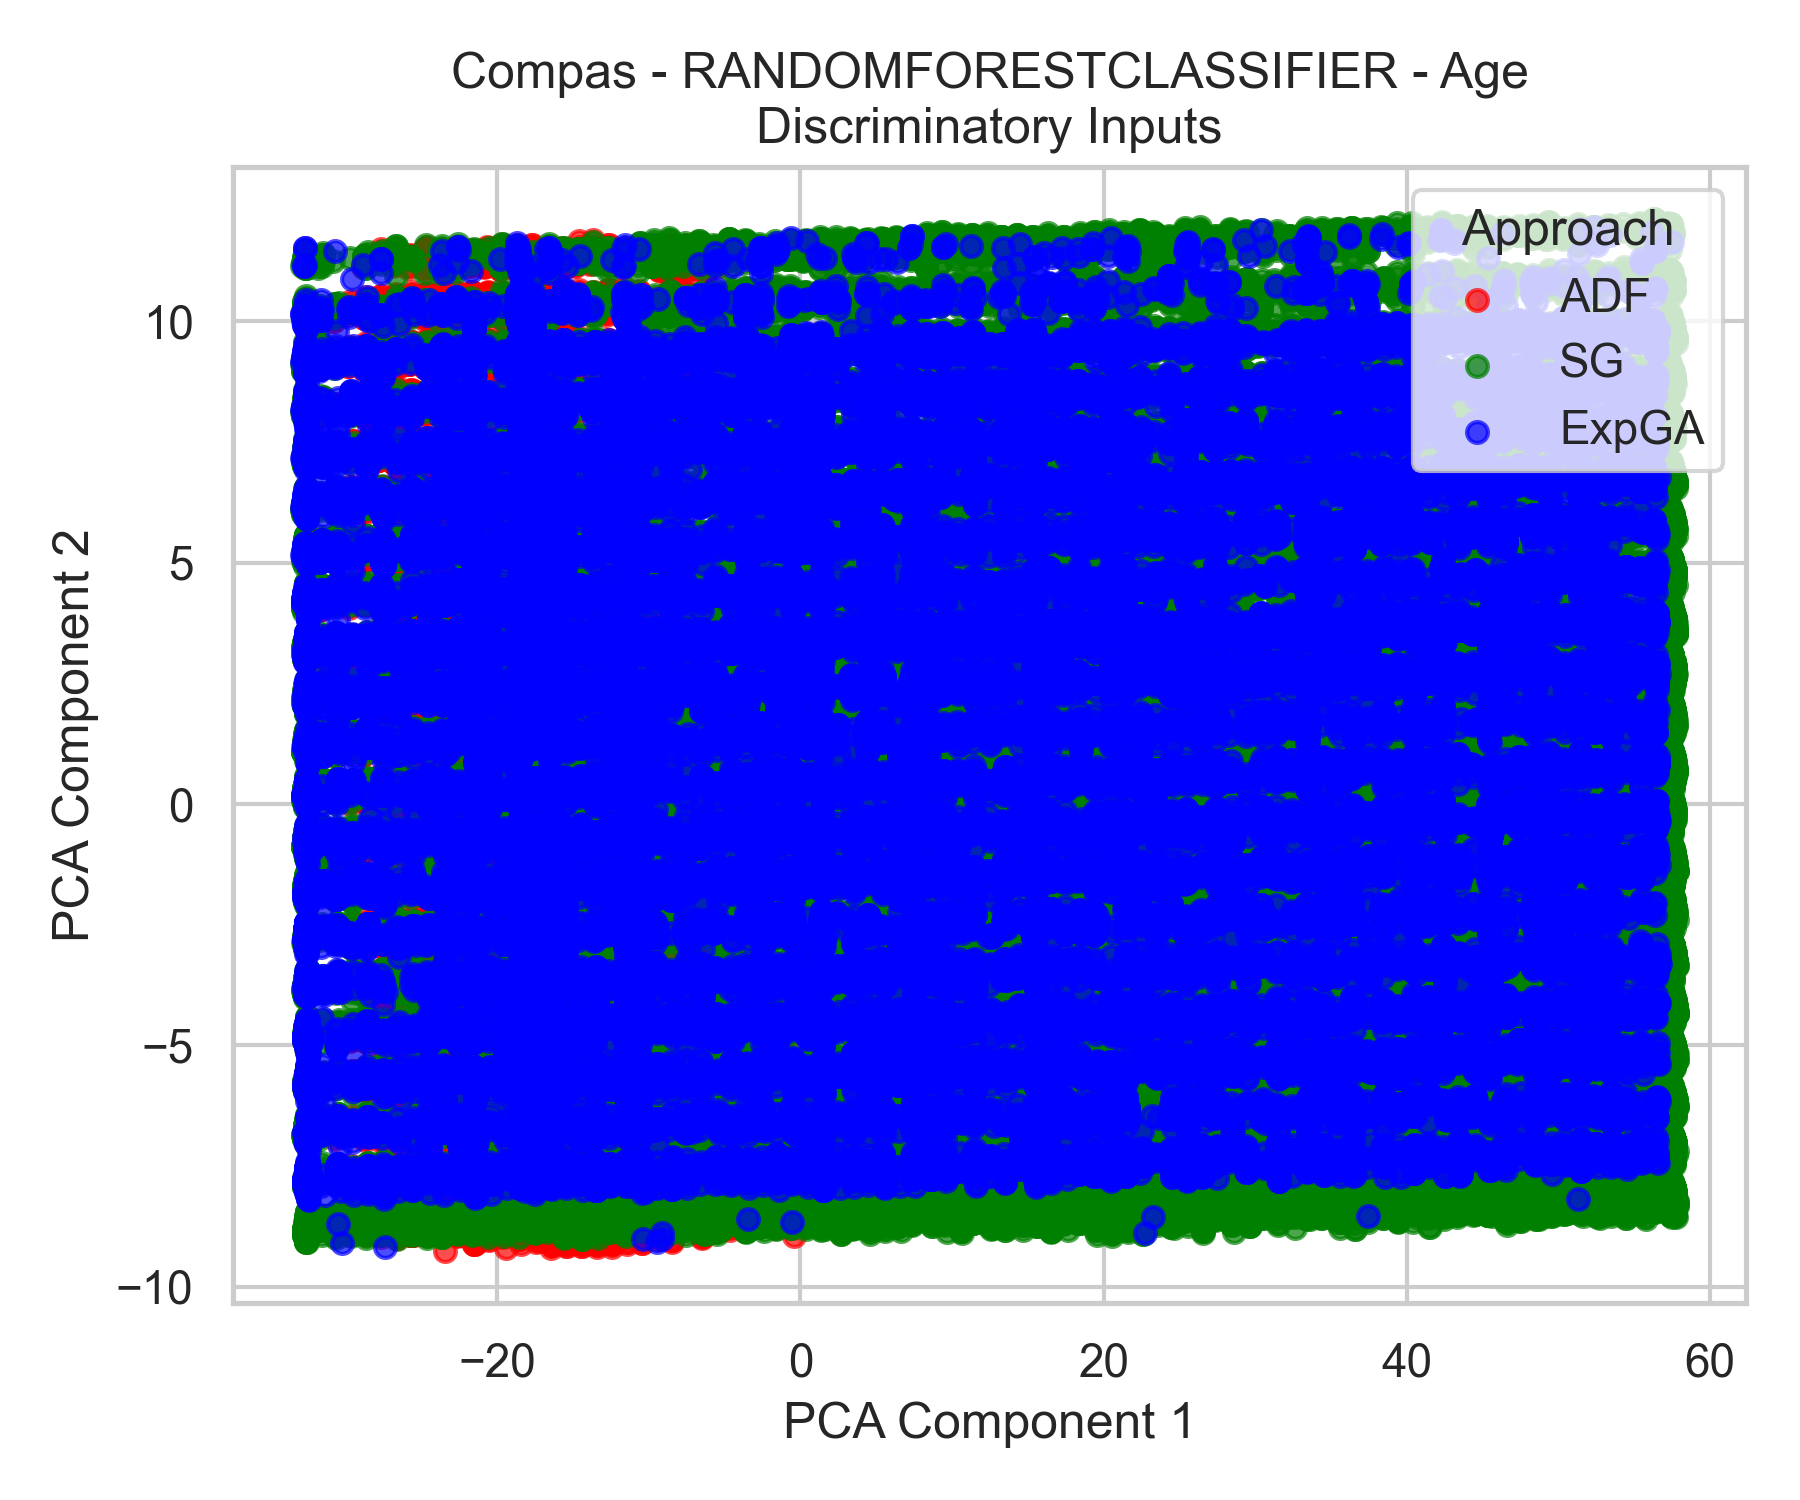 Compas - RANDOMFORESTCLASSIFIER - Age
Discriminatory Inputs
Approach
ADF
SG
ExpGA
PCA Component 2
10
5
0
−5
−10
−20
0
20
40
60
PCA Component 1